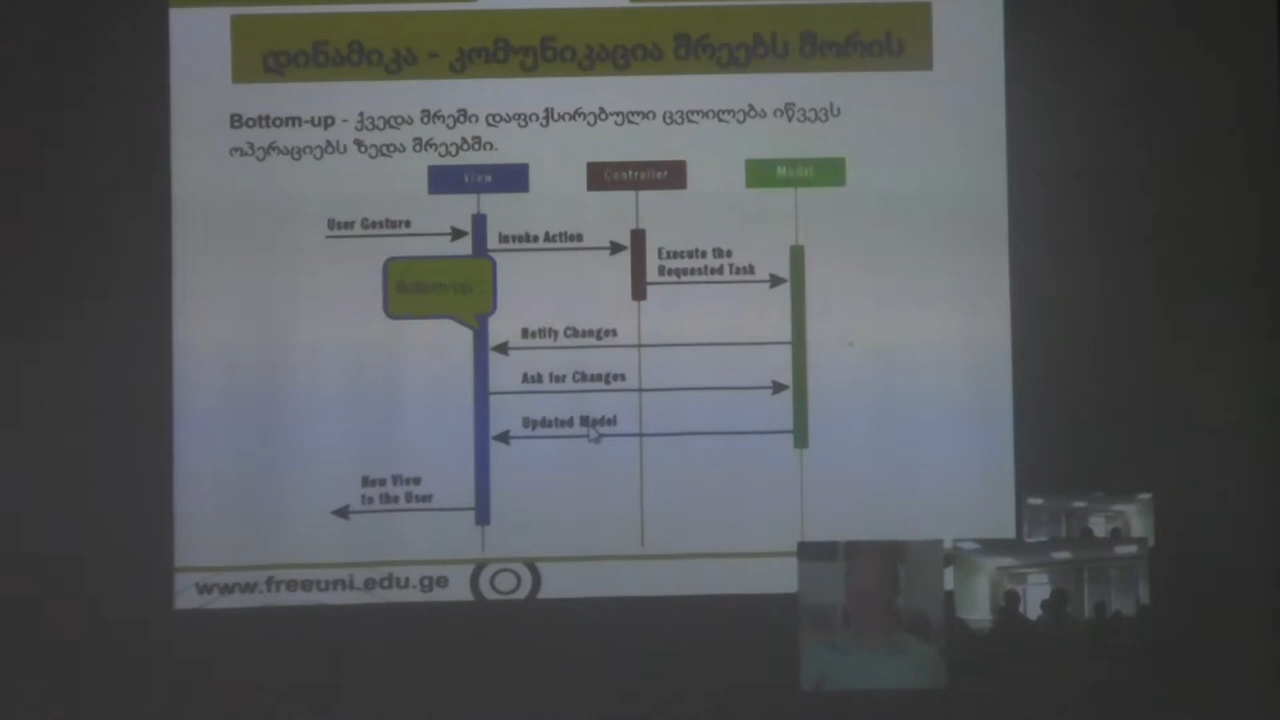 დინამიკა - კომუნიკაცია შრეებს შორის
Bottom-up - ქვედა შრეში დაფიქსირებული ცვლილება იწვევს
ოპერაციებს ზედა შრეებში.
View
Controller
Model
User Gesture
Invoke Action
Execute the
Requested Task
Bottom-up
Notify Changes
Ask for Changes
Updated Model
New View
to the User
www.freeuni.edu.ge